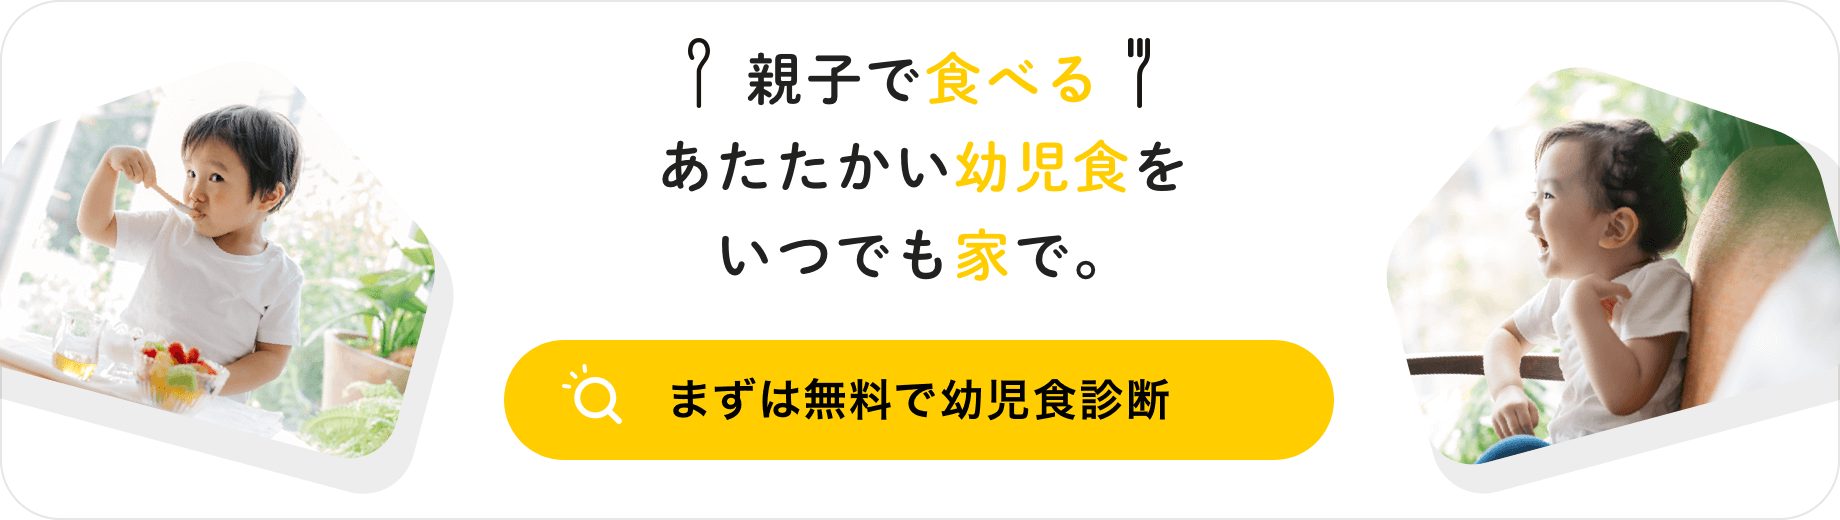 親子で食べる
あたたかい幼児食を
いつでも家で。
まずは無料で幼児食診断